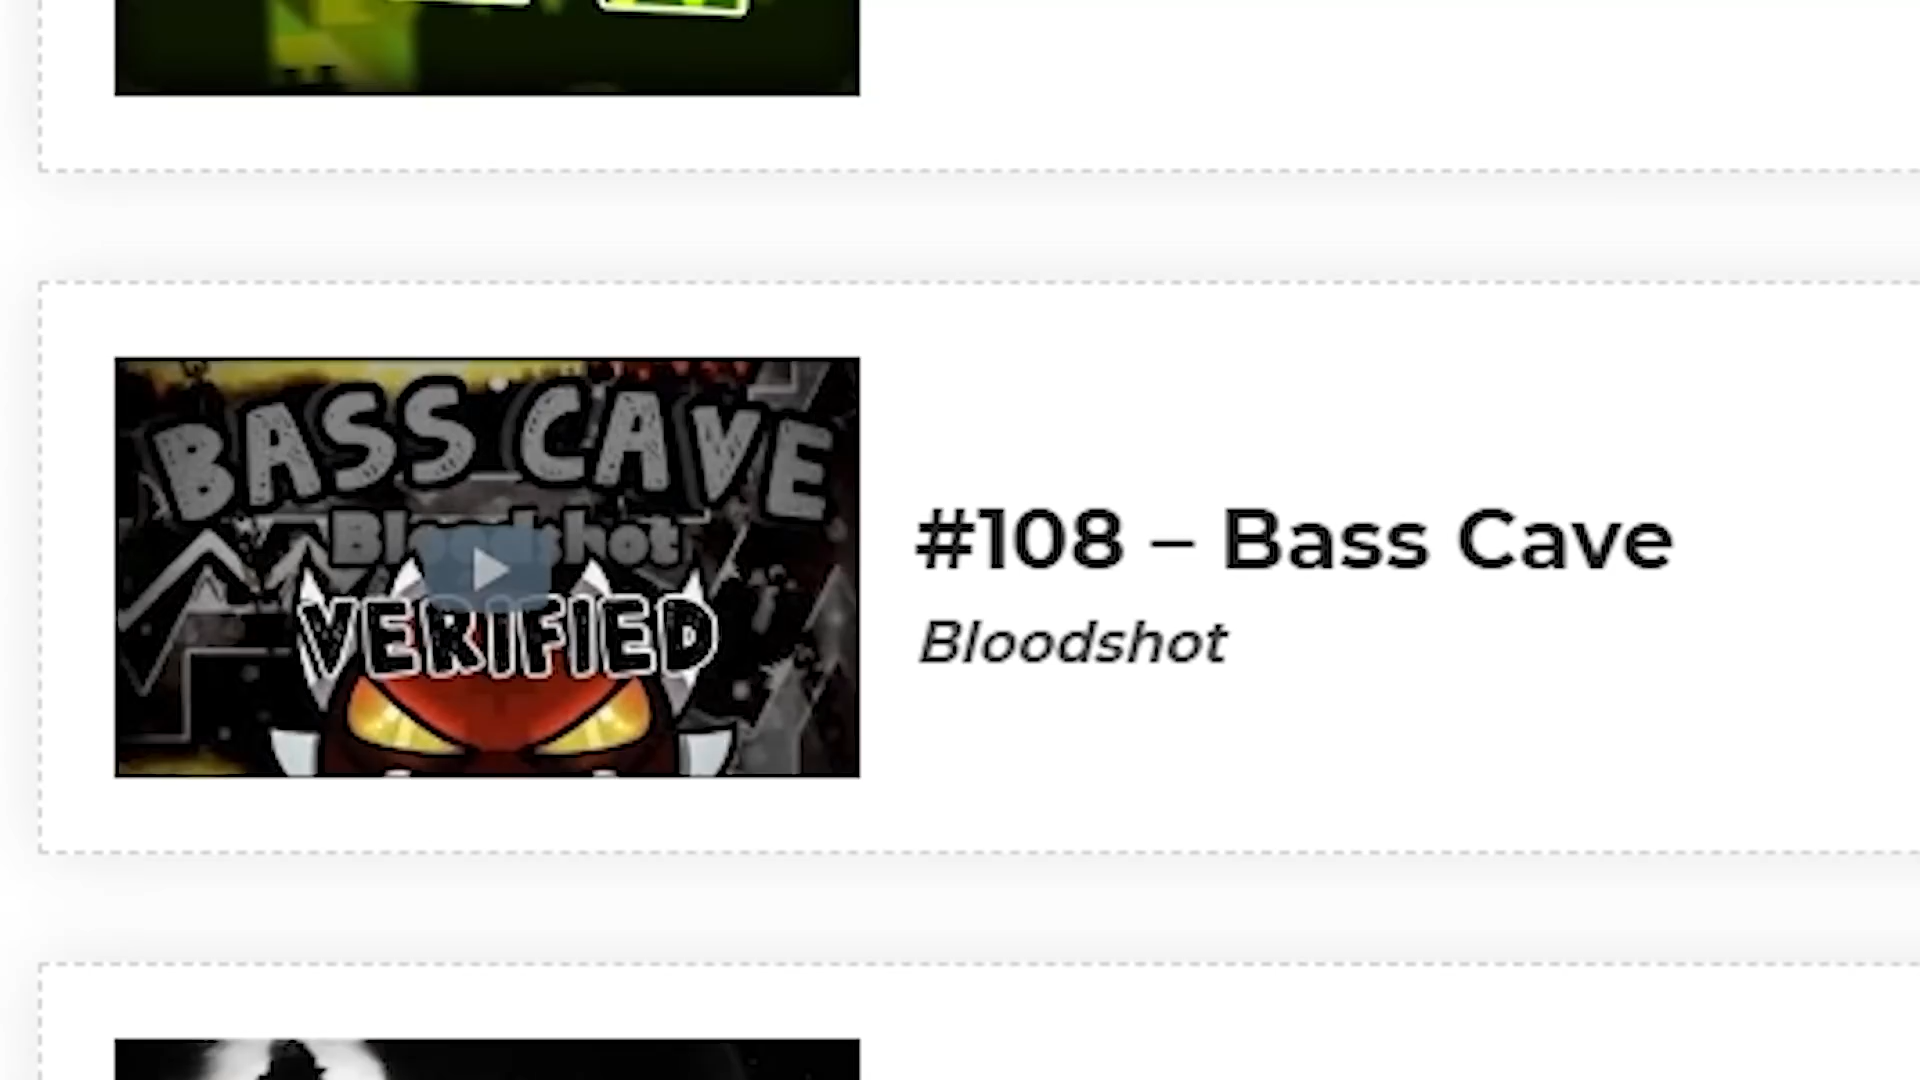 BASS CAVE
Bloodshot
VERIFIED
#108 – Bass Cave
Bloodshot